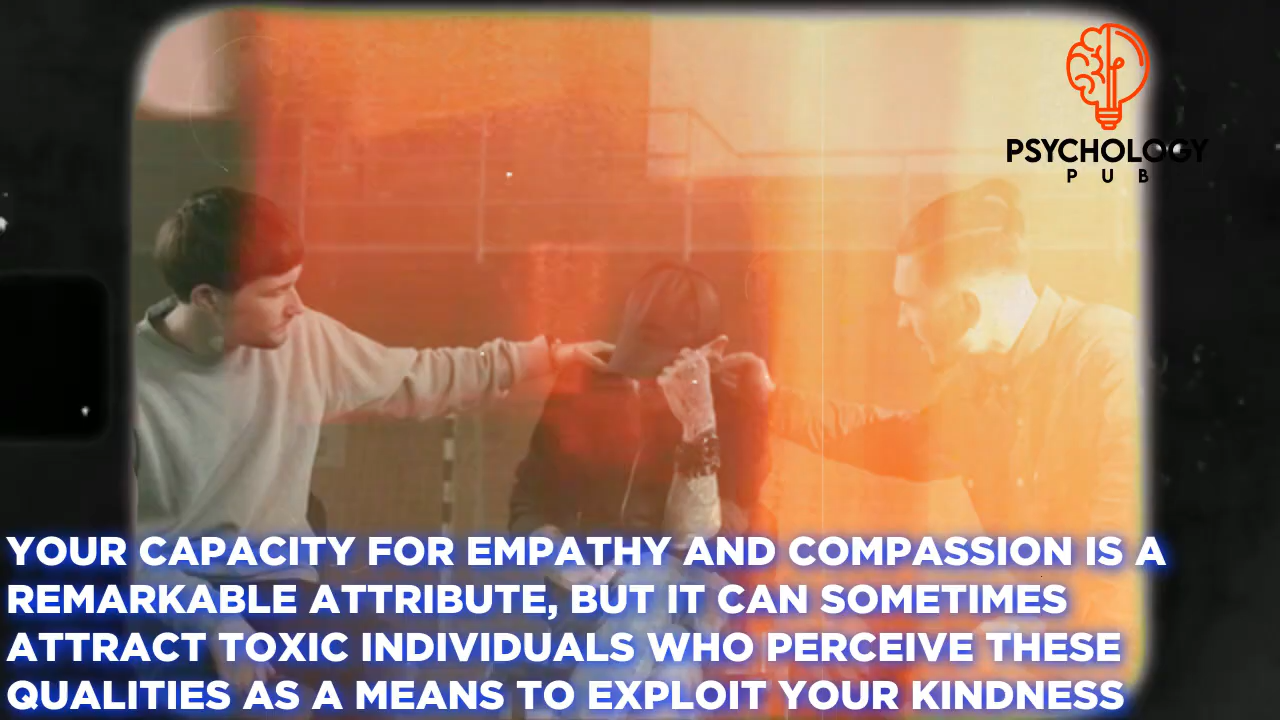 PSYCHOLOGY
PUB
YOUR CAPACITY FOR EMPATHY AND COMPASSION IS A
REMARKABLE ATTRIBUTE, BUT IT CAN SOMETIMES
ATTRACT TOXIC INDIVIDUALS WHO PERCEIVE THESE
QUALITIES AS A MEANS TO EXPLOIT YOUR KINDNESS